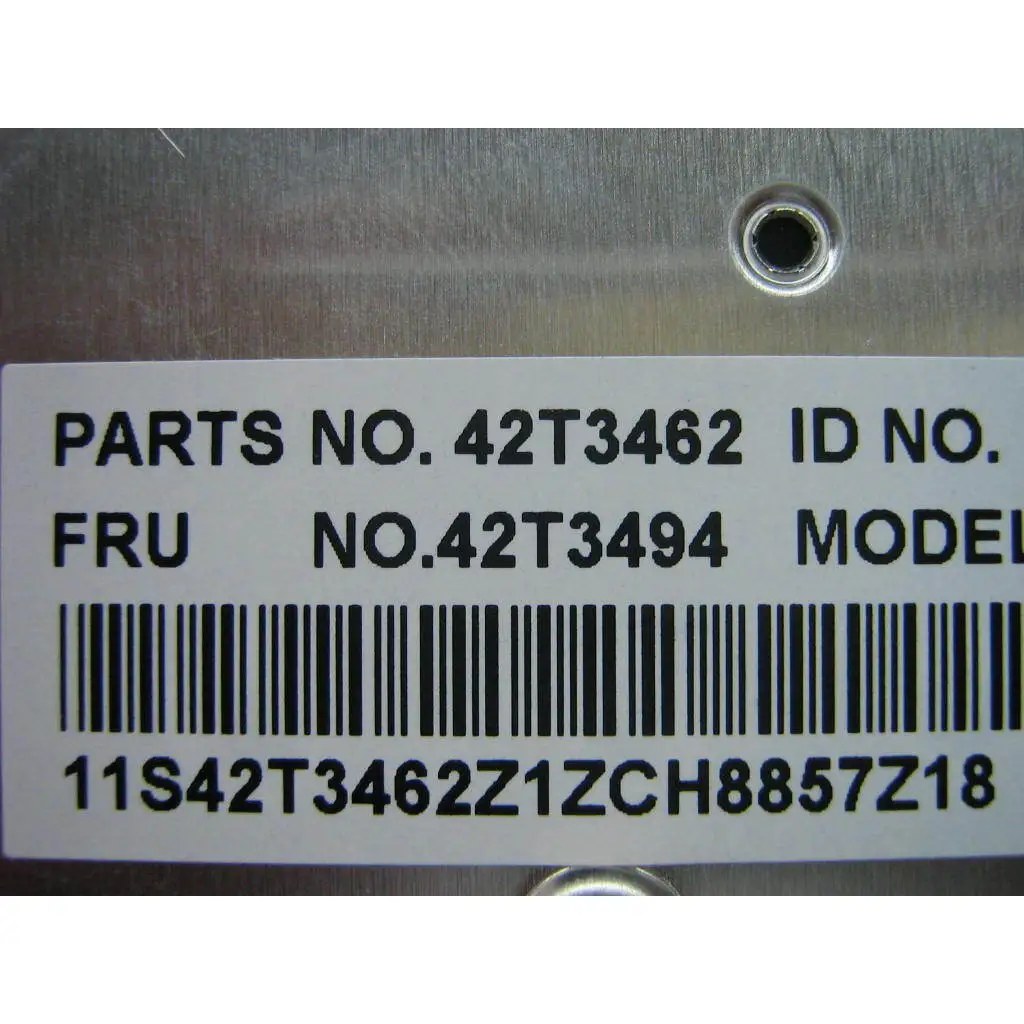 PARTS NO. 42T3462 ID NO.
FRU NO.42T3494 MODEL
11S42T3462Z1ZCH8857Z18